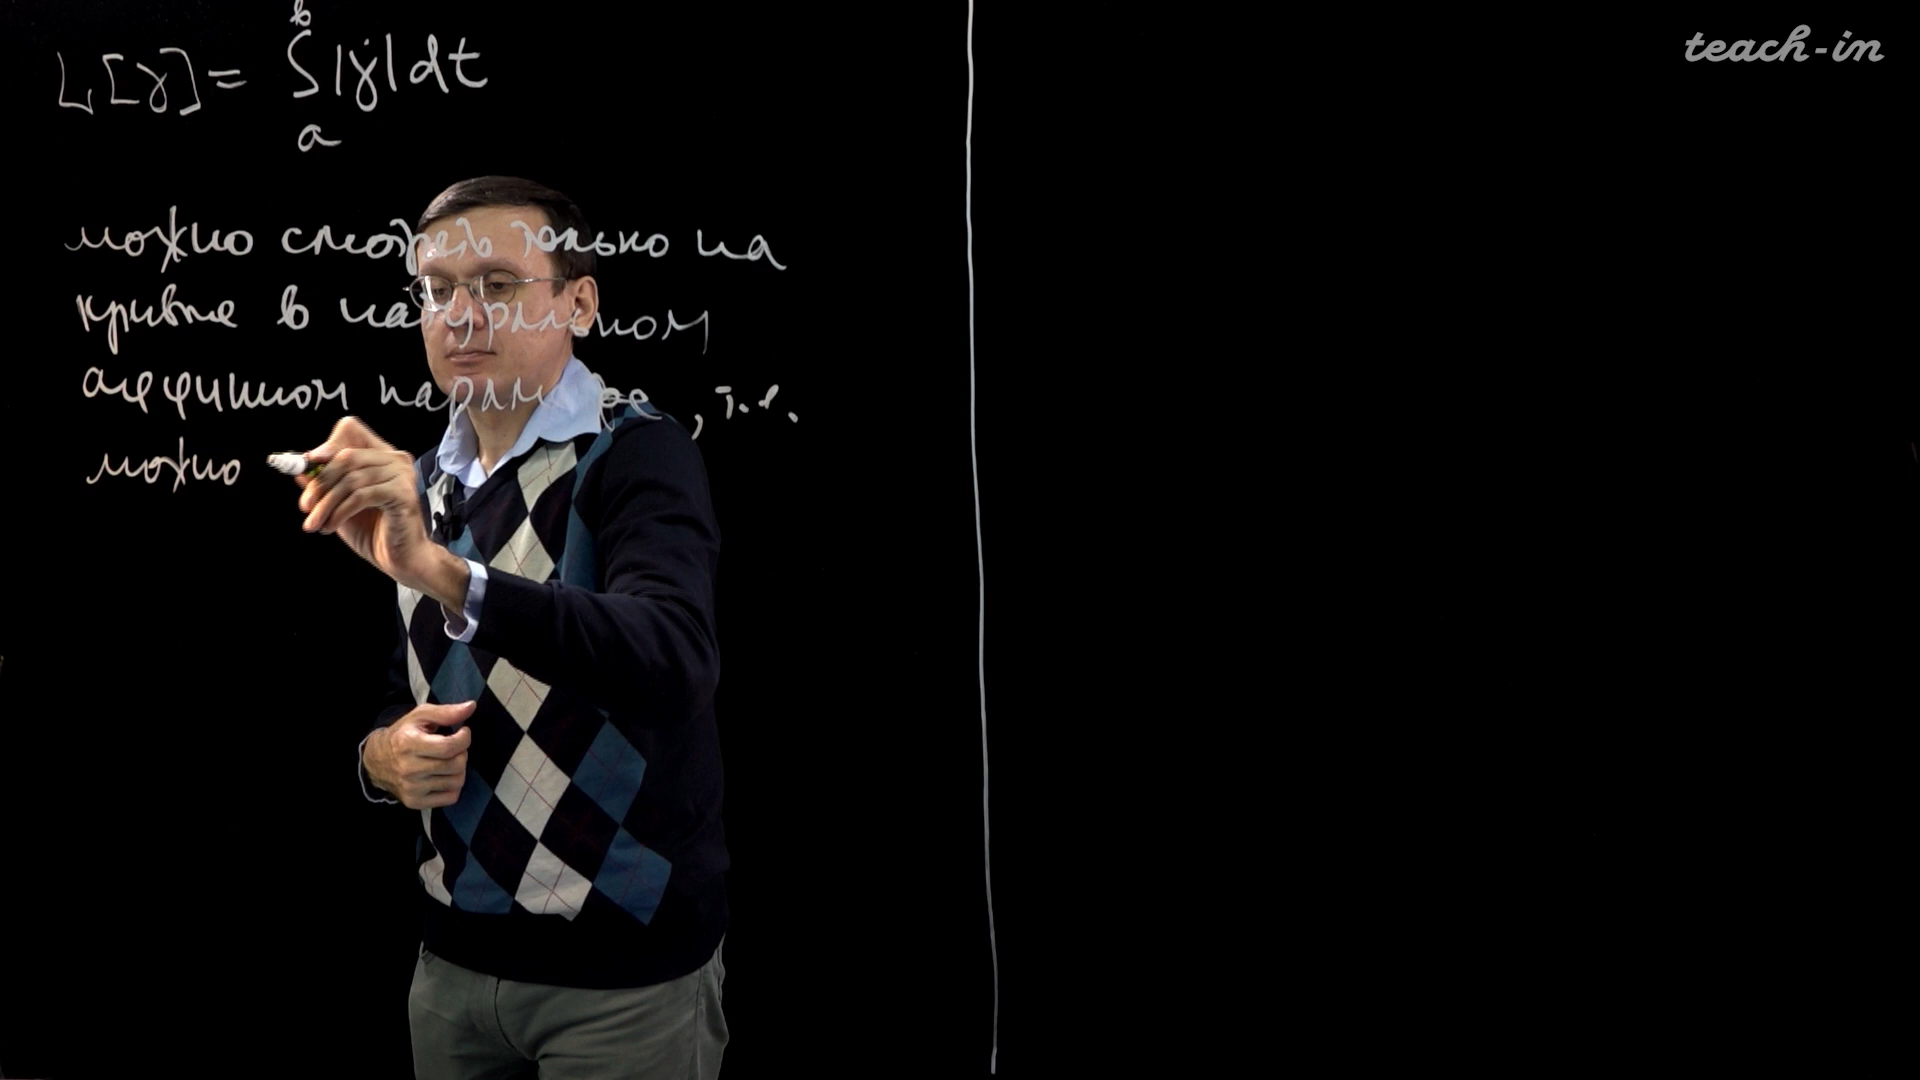 L[γ] = ∫ₐᵇ |γ̇| dt
можно смотреть только на
кривые в натуральном
аффинном параметре, т.е.
можно
teach-in